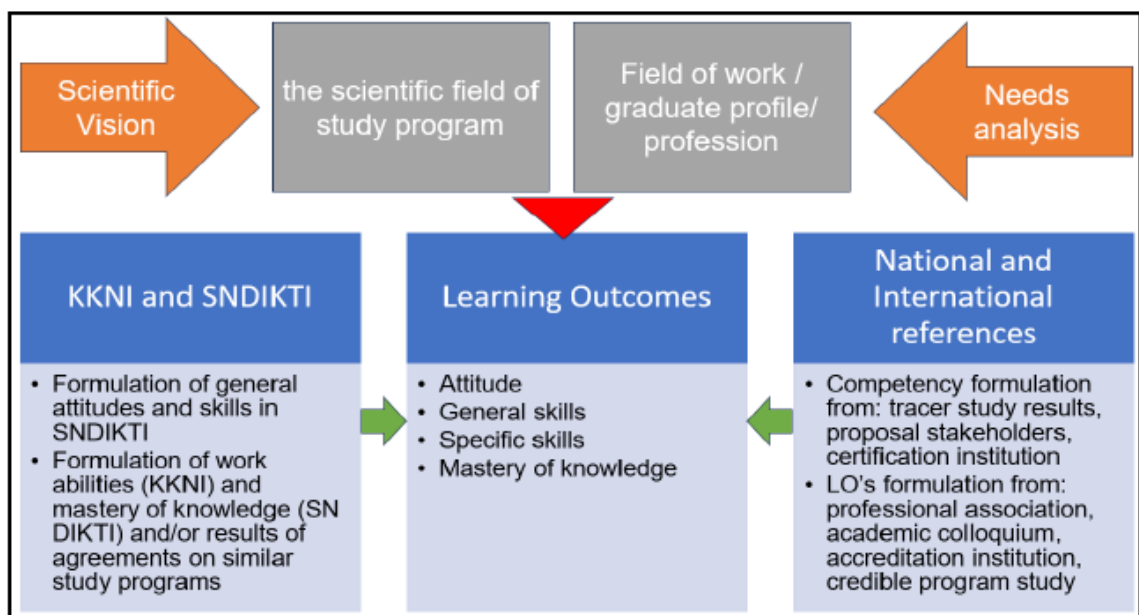 Scientific
Vision
the scientific field of
study program
Field of work /
graduate profile/
profession
Needs
analysis
KKNI and SNDIKTI
• Formulation of general
attitudes and skills in
SNDIKTI
• Formulation of work
abilities (KKNI) and
mastery of knowledge (SN
DIKTI) and/or results of
agreements on similar
study programs
Learning Outcomes
• Attitude
• General skills
• Specific skills
• Mastery of knowledge
National and
International
references
• Competency formulation
from: tracer study results,
proposal stakeholders,
certification institution
• LO's formulation from:
professional association,
academic colloquium,
accreditation institution,
credible program study